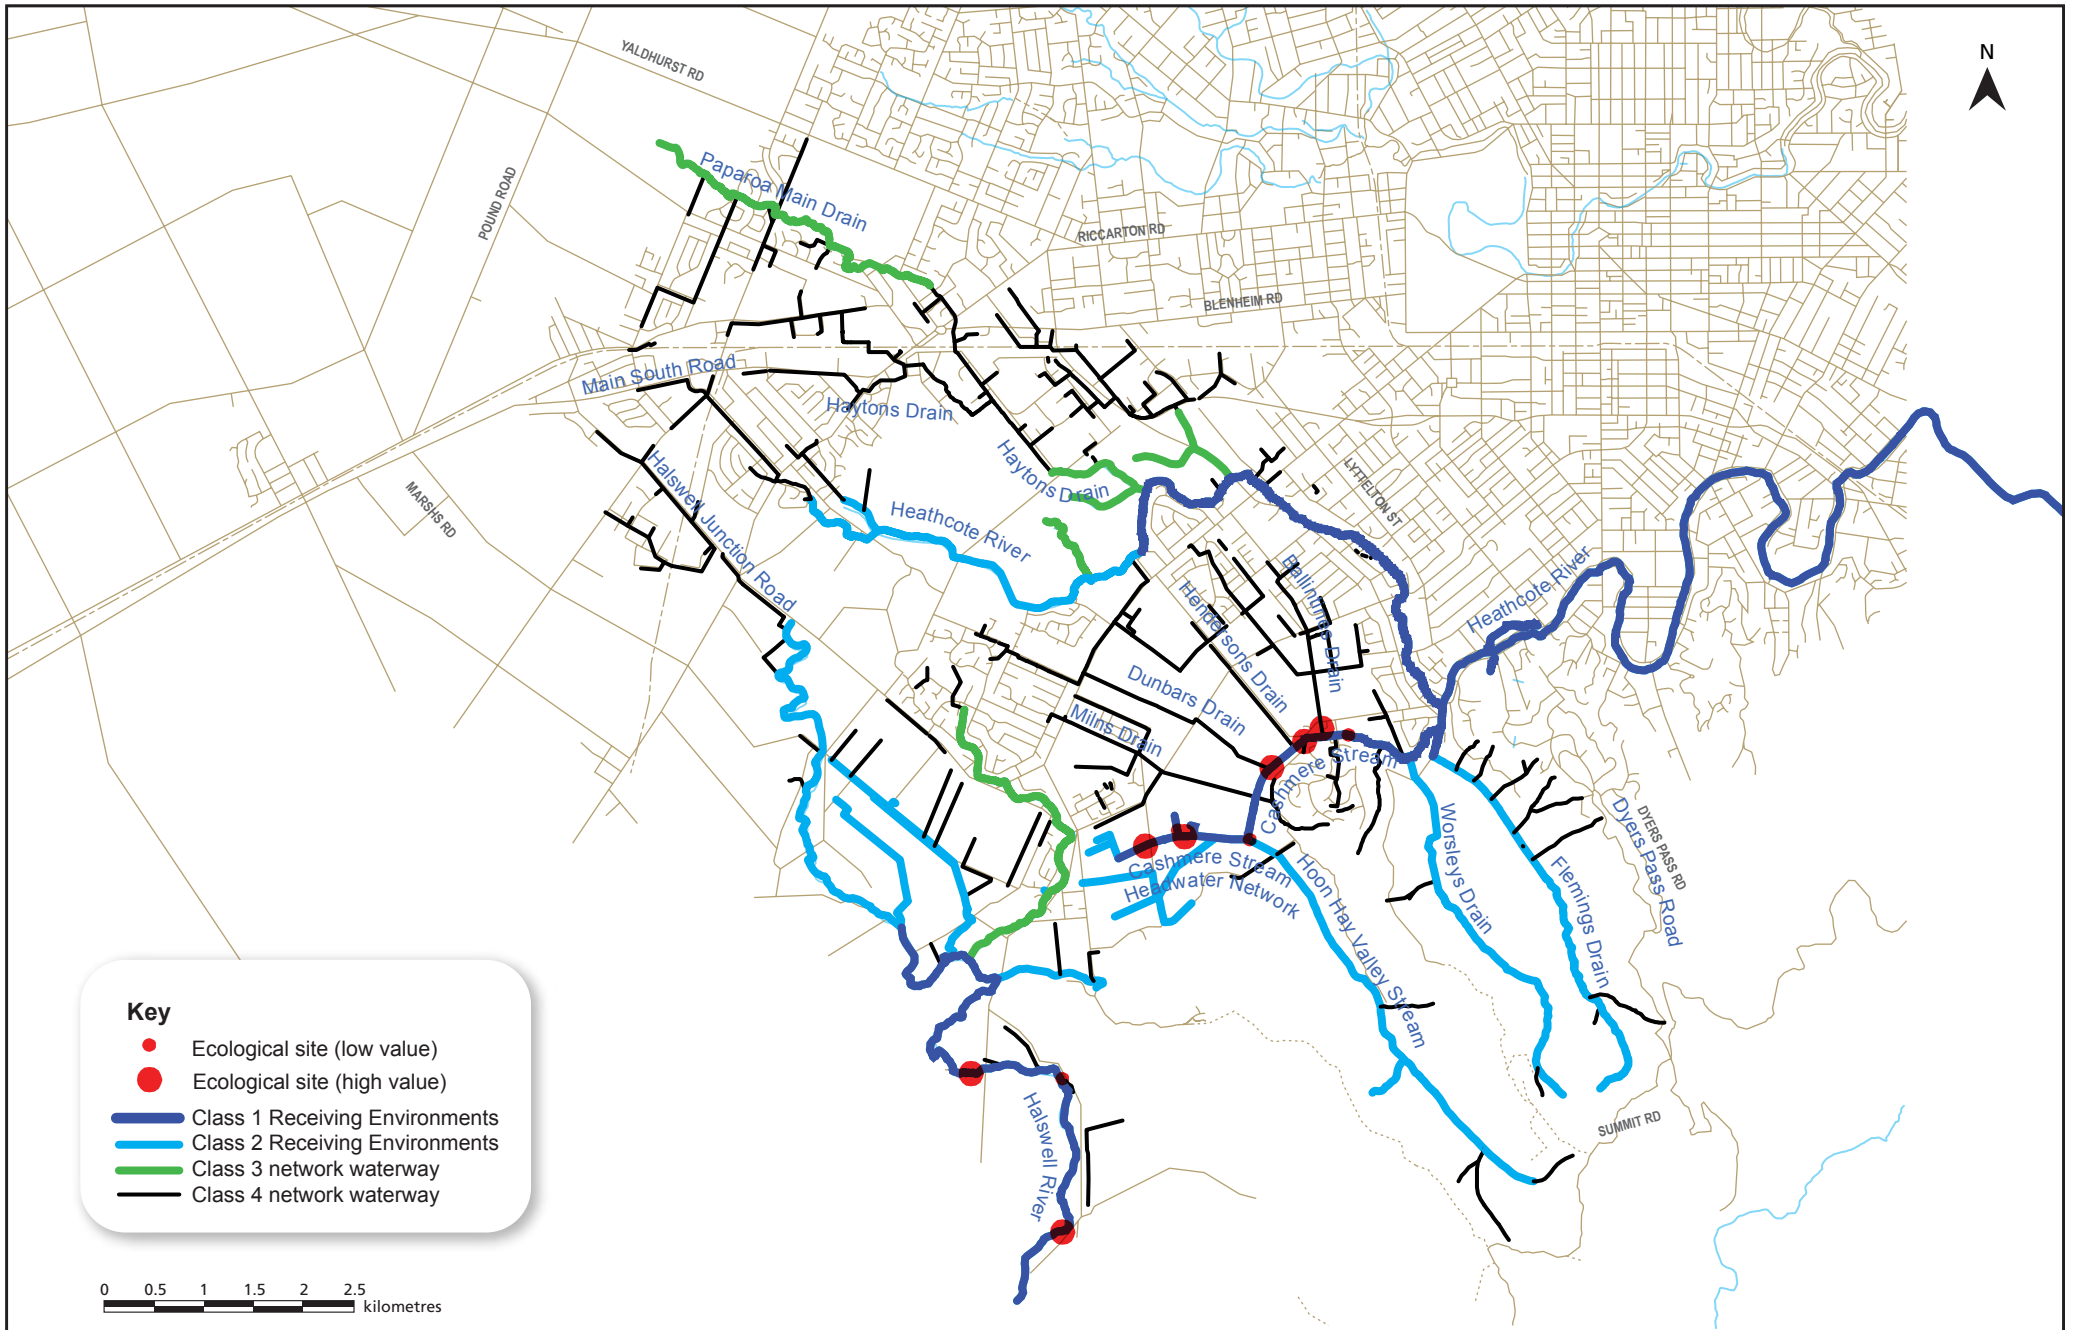 YALDHURST RD
N
Paparoa Main Drain
POUND ROAD
RICCARTON RD
BLENHEIM RD
Main South Road
Haytons Drain
Haytons Drain
Halswell Junction Road
MARSHS RD
LYTTELTON ST
Heathcote River
Heathcote River
Ballintines Drain
Hendersons Drain
Dunbars Drain
Milns Drain
Cashmere Stream
Cashmere Stream
Headwater Network
Hoon Hay Valley Stream
Worsleys Drain
Flemings Drain
Dyers Pass Road
DYERS PASS RD
SUMMIT RD
Halswell River
Key
Ecological site (low value)
Ecological site (high value)
Class 1 Receiving Environments
Class 2 Receiving Environments
Class 3 network waterway
Class 4 network waterway
0 0.5 1 1.5 2 2.5
kilometres